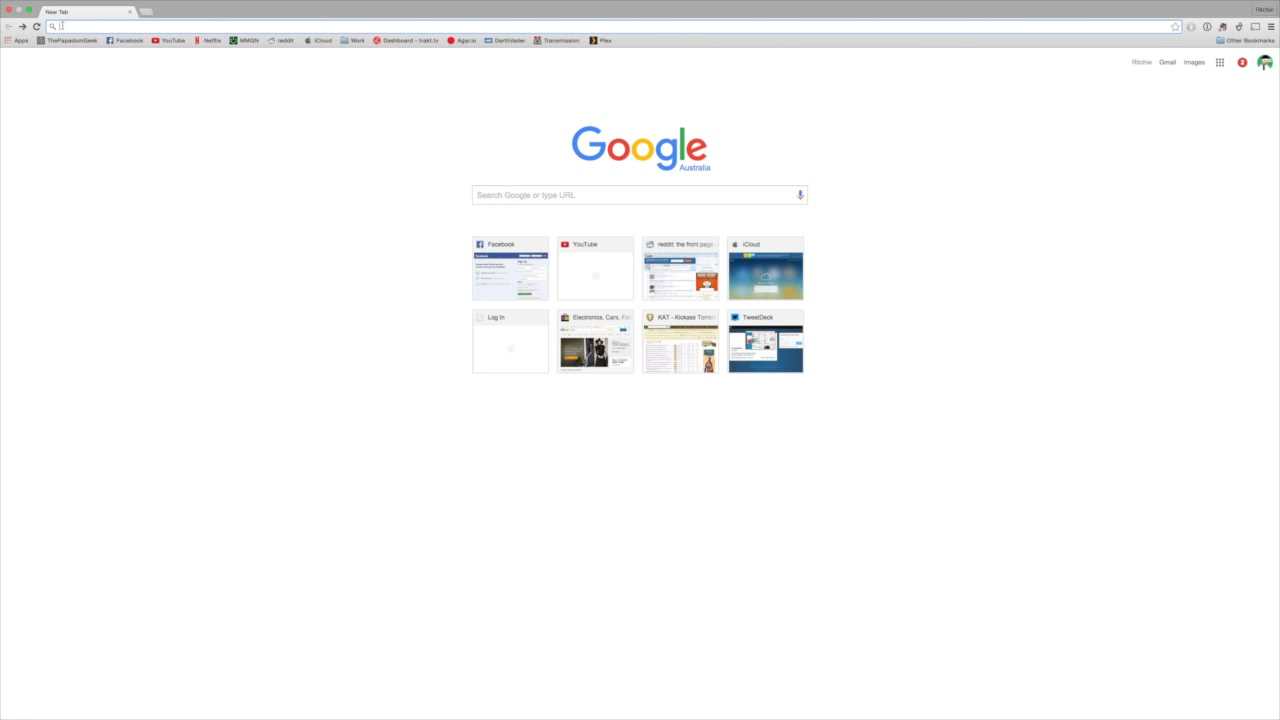 New Tab
Ritchie
Apps ThePapadumGeek Facebook YouTube Netflix MMGN reddit iCloud Work Dashboard - trakt.tv Agar.io DarthVader Transmission Plex Other Bookmarks
Ritchie Gmail Images 2
Google
Australia
Search Google or type URL
Facebook YouTube reddit: the front page iCloud
Log In Electronics, Cars, Fas KAT - Kickass Torren TweetDeck